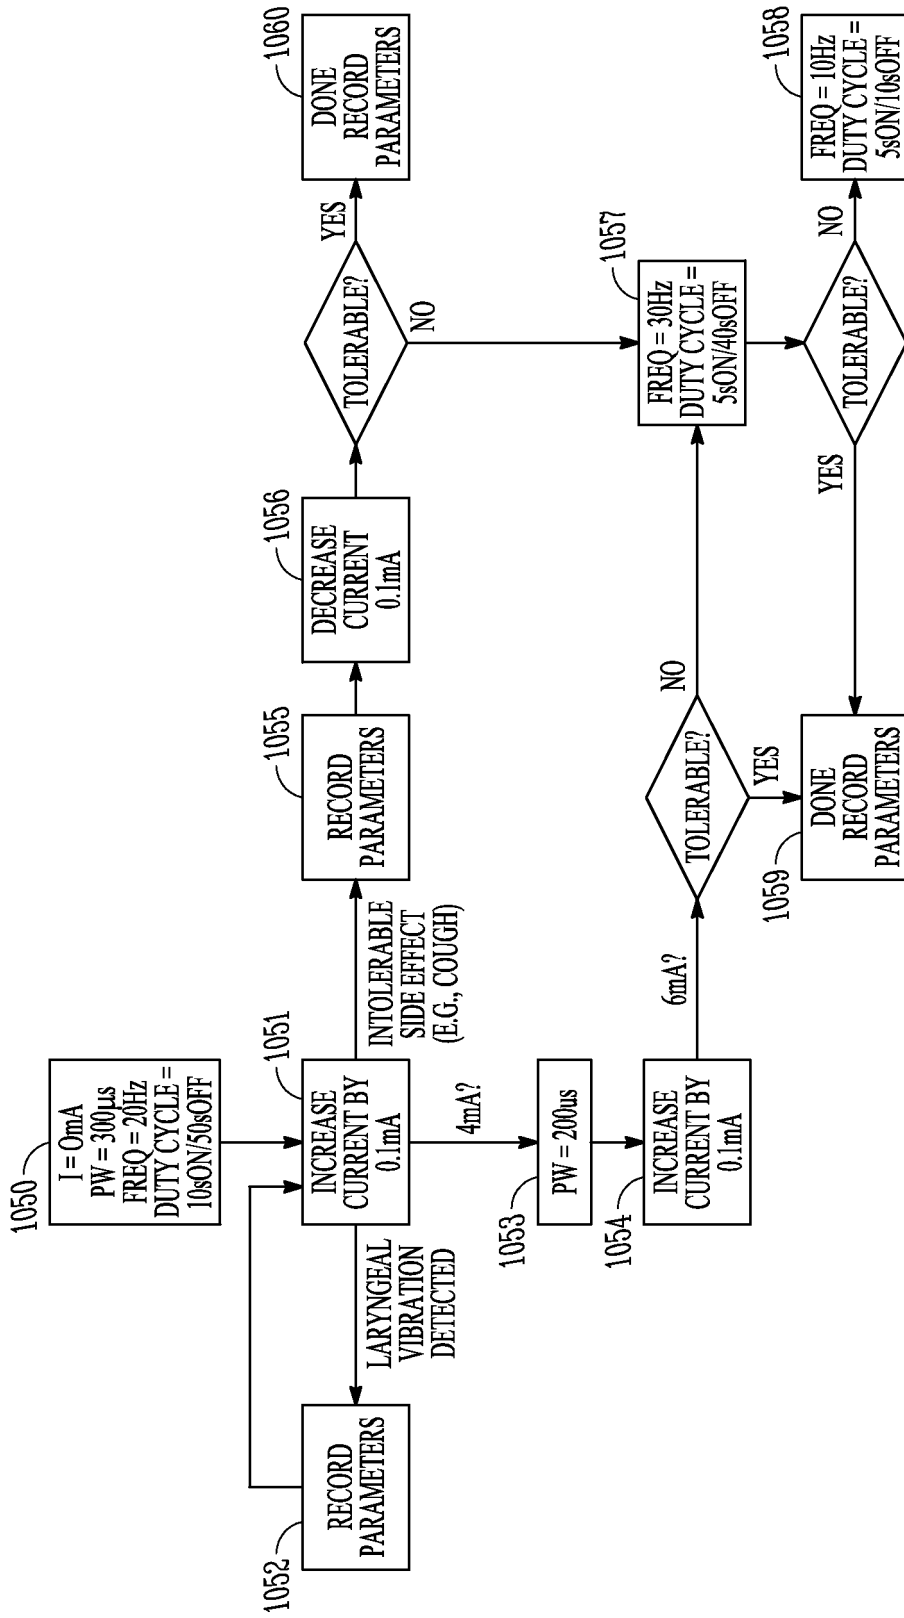 1050
I = OmA
PW = 300µs
FREQ = 20Hz
DUTY CYCLE =
10sON/50sOFF
1052
RECORD
PARAMETERS
LARYNGEAL
VIBRATION
DETECTED
1051
INCREASE
CURRENT BY
0.1mA
INTOLERABLE
SIDE EFFECT
(E.G., COUGH)
1055
RECORD
PARAMETERS
1056
DECREASE
CURRENT
0.1mA
TOLERABLE?
YES
NO
1060
DONE
RECORD
PARAMETERS
4mA?
1053
PW = 200us
1054
INCREASE
CURRENT BY
0.1mA
6mA?
TOLERABLE?
NO
YES
1057
FREQ = 30Hz
DUTY CYCLE =
5sON/40sOFF
1059
DONE
RECORD
PARAMETERS
YES
TOLERABLE?
NO
1058
FREQ = 10Hz
DUTY CYCLE =
5sON/10sOFF